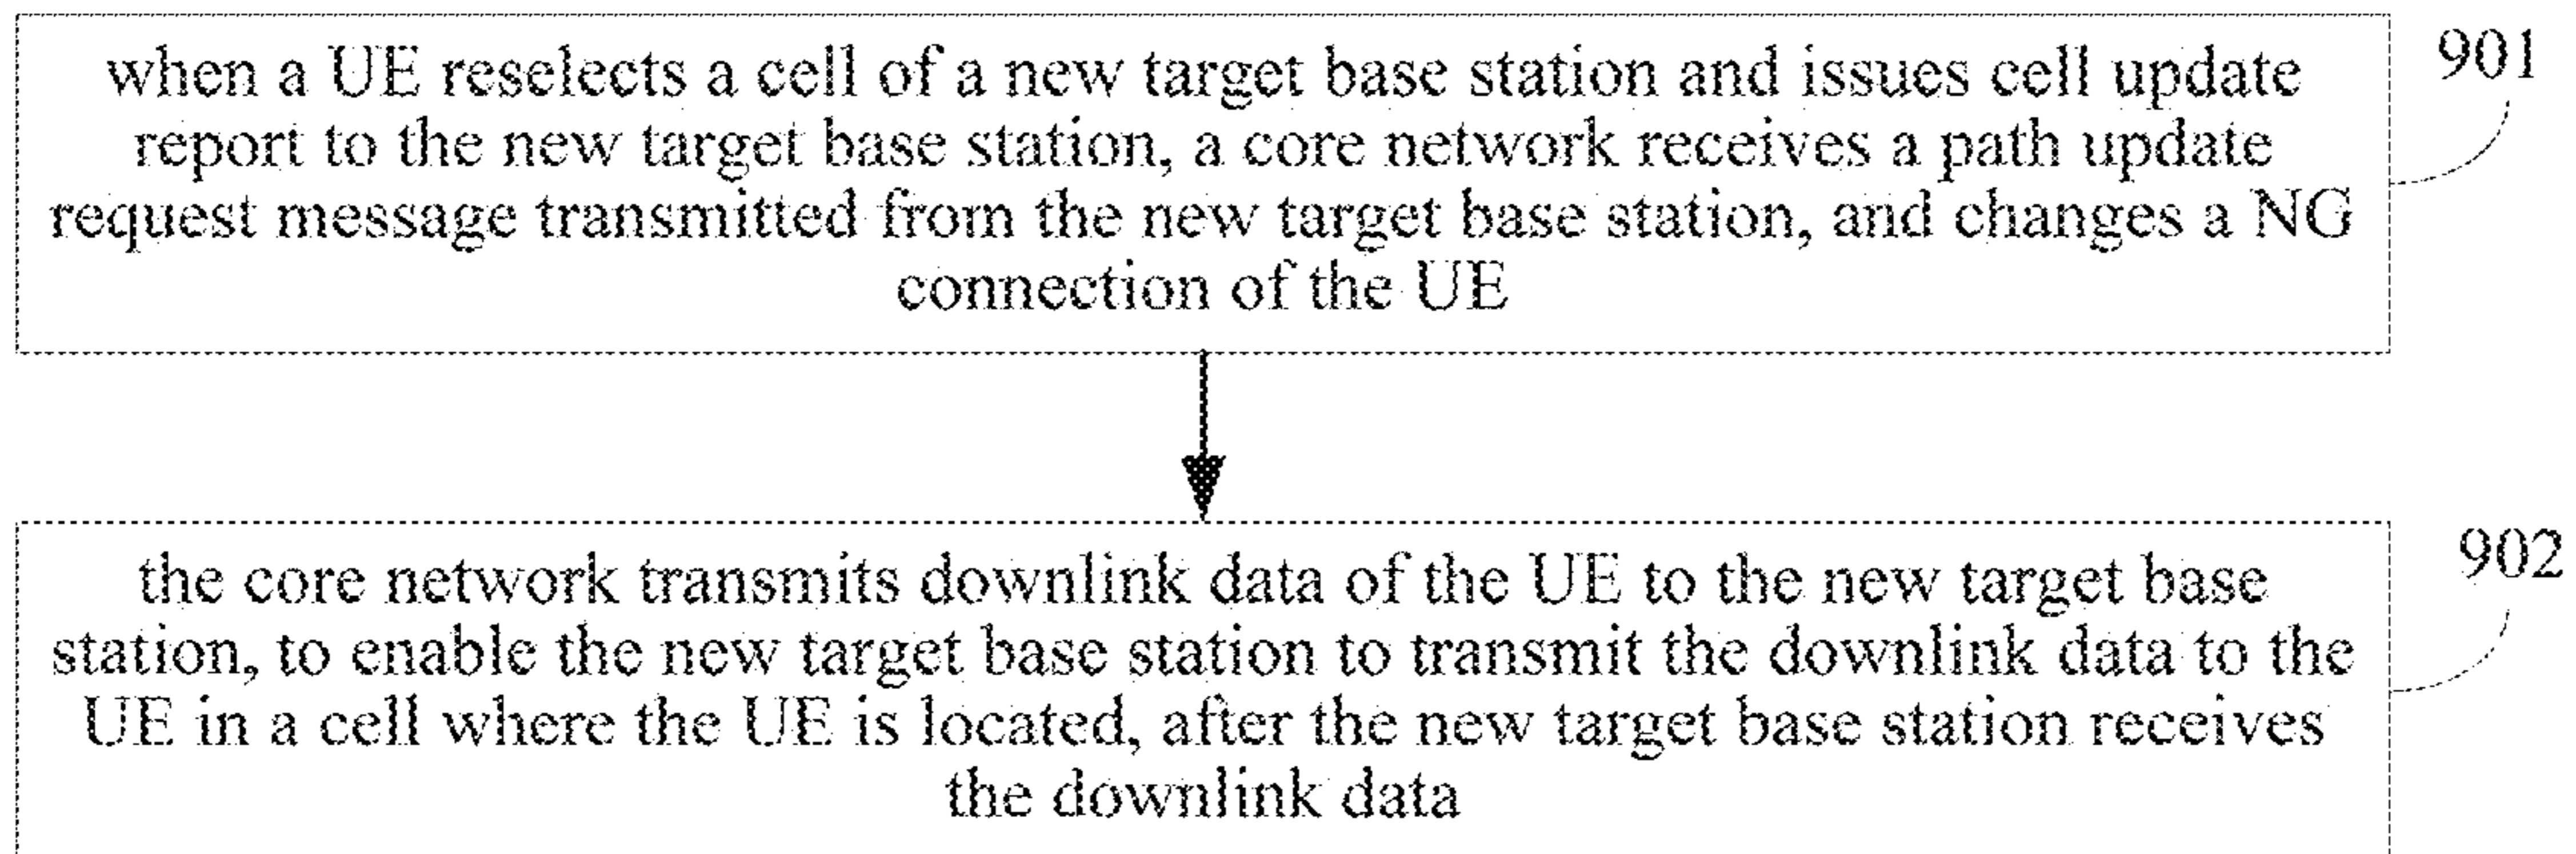 when a UE reselects a cell of a new target base station and issues cell update
report to the new target base station, a core network receives a path update
request message transmitted from the new target base station, and changes a NG
connection of the UE
901
the core network transmits downlink data of the UE to the new target base
station, to enable the new target base station to transmit the downlink data to the
UE in a cell where the UE is located, after the new target base station receives
the downlink data
902